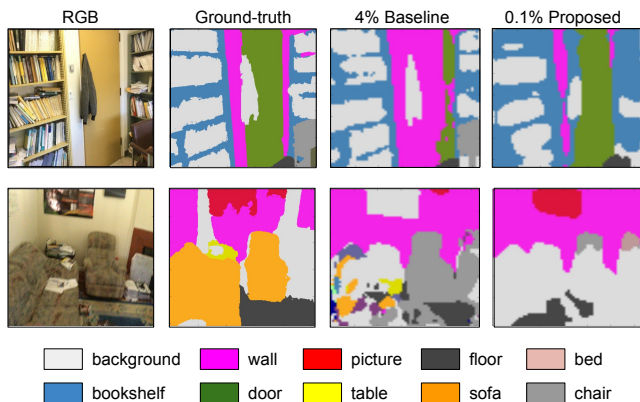 RGB Ground-truth 4% Baseline 0.1% Proposed
background wall picture floor bed
bookshelf door table sofa chair